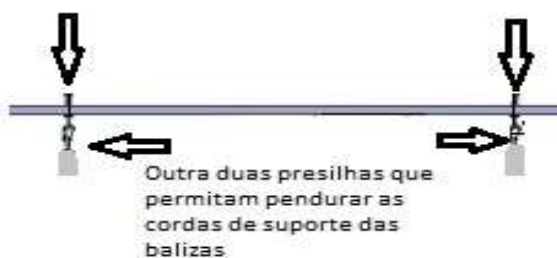 Outra duas presilhas que
permitam pendurar as
cordas de suporte das
balizas